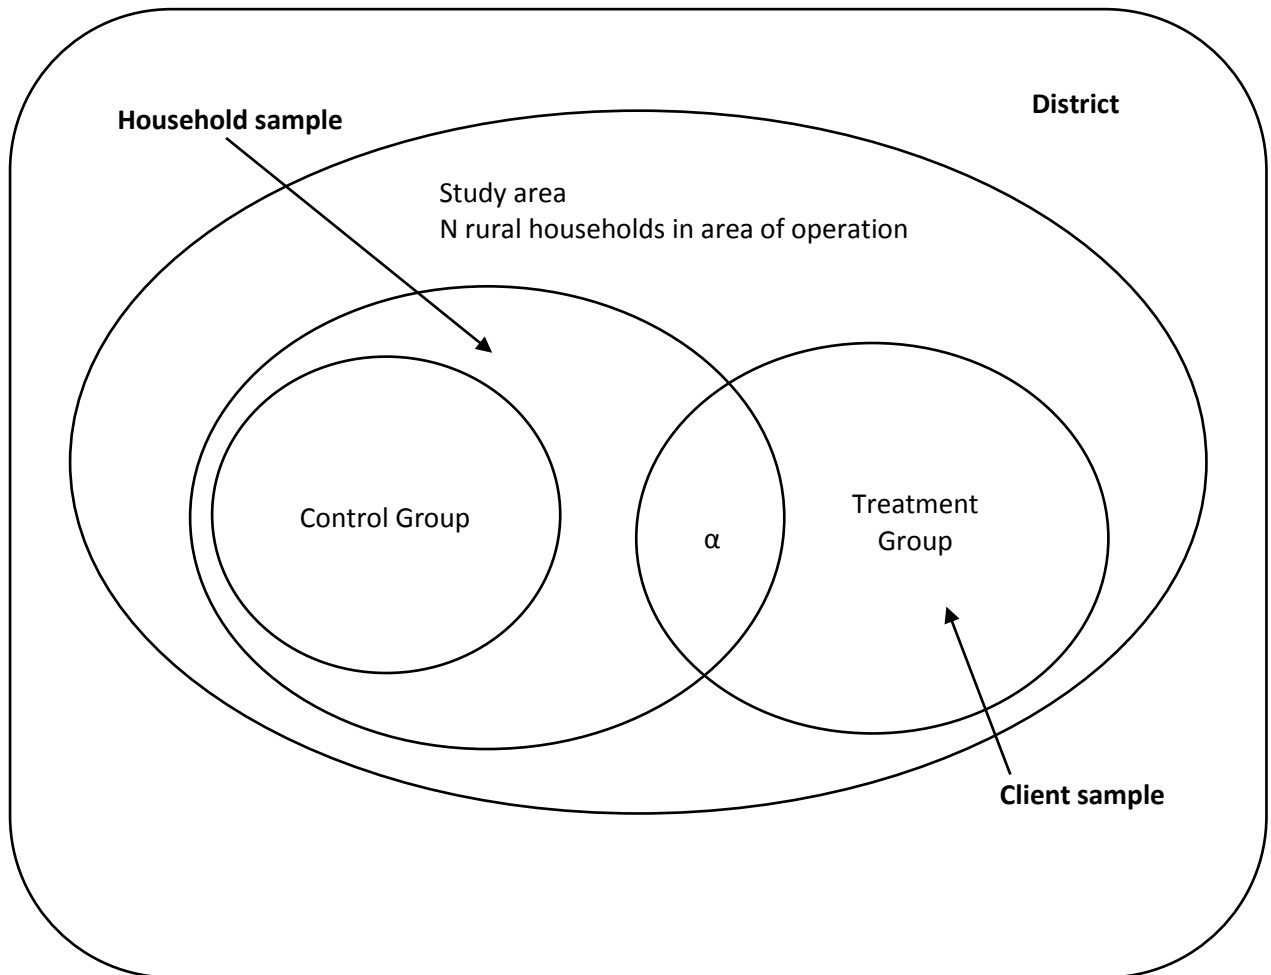 District
Household sample
Study area
N rural households in area of operation
Control Group
α
Treatment
Group
Client sample